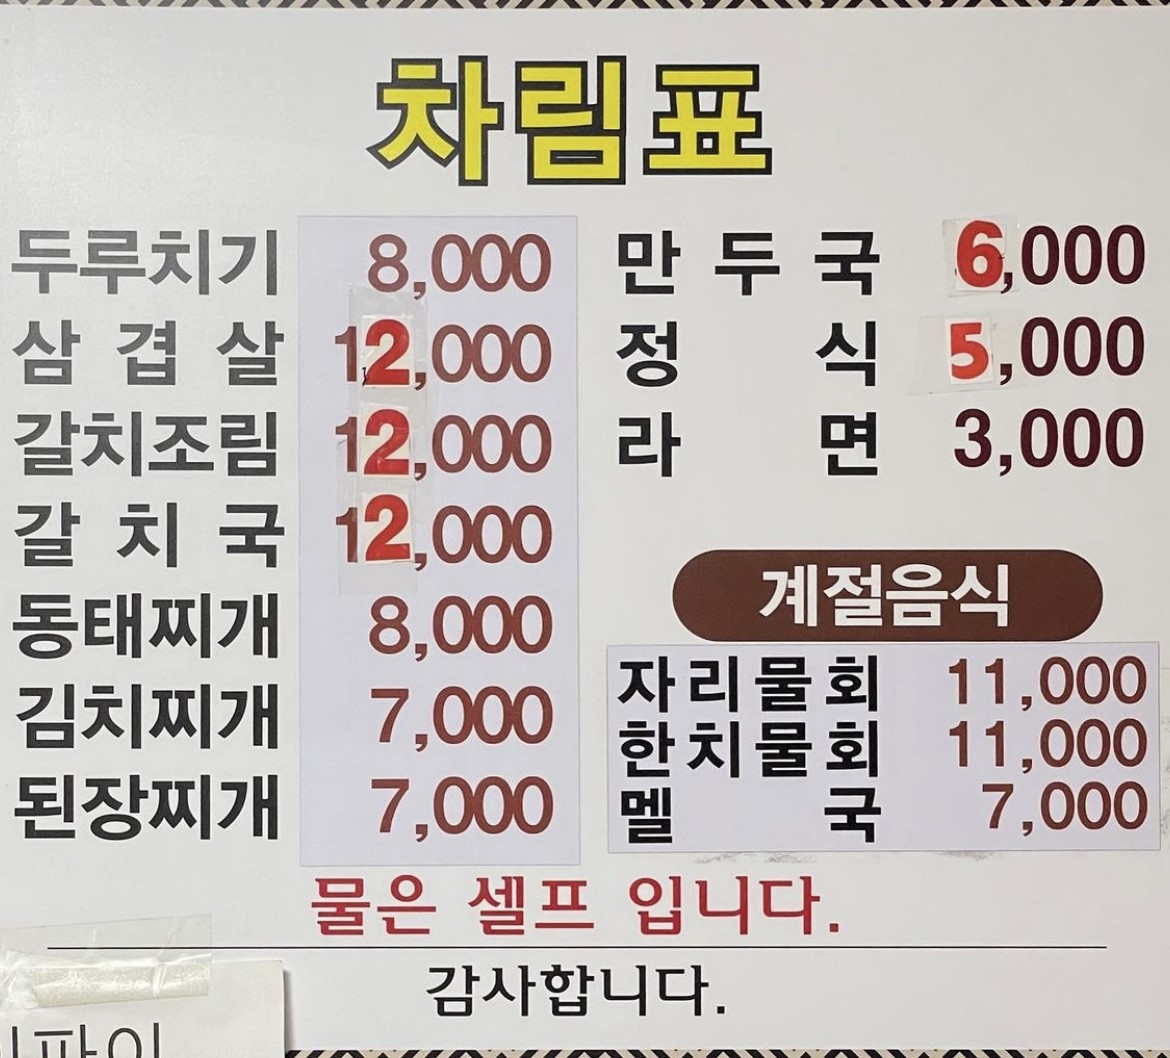 차림표
두루치기 8,000
삼겹살 12,000
갈치조림 12,000
갈치국 12,000
동태찌개 8,000
김치찌개 7,000
된장찌개 7,000
만두국 6,000
정식 5,000
라면 3,000
계절음식
자리물회 11,000
한치물회 11,000
멜국 7,000
물은 셀프 입니다.
감사합니다.